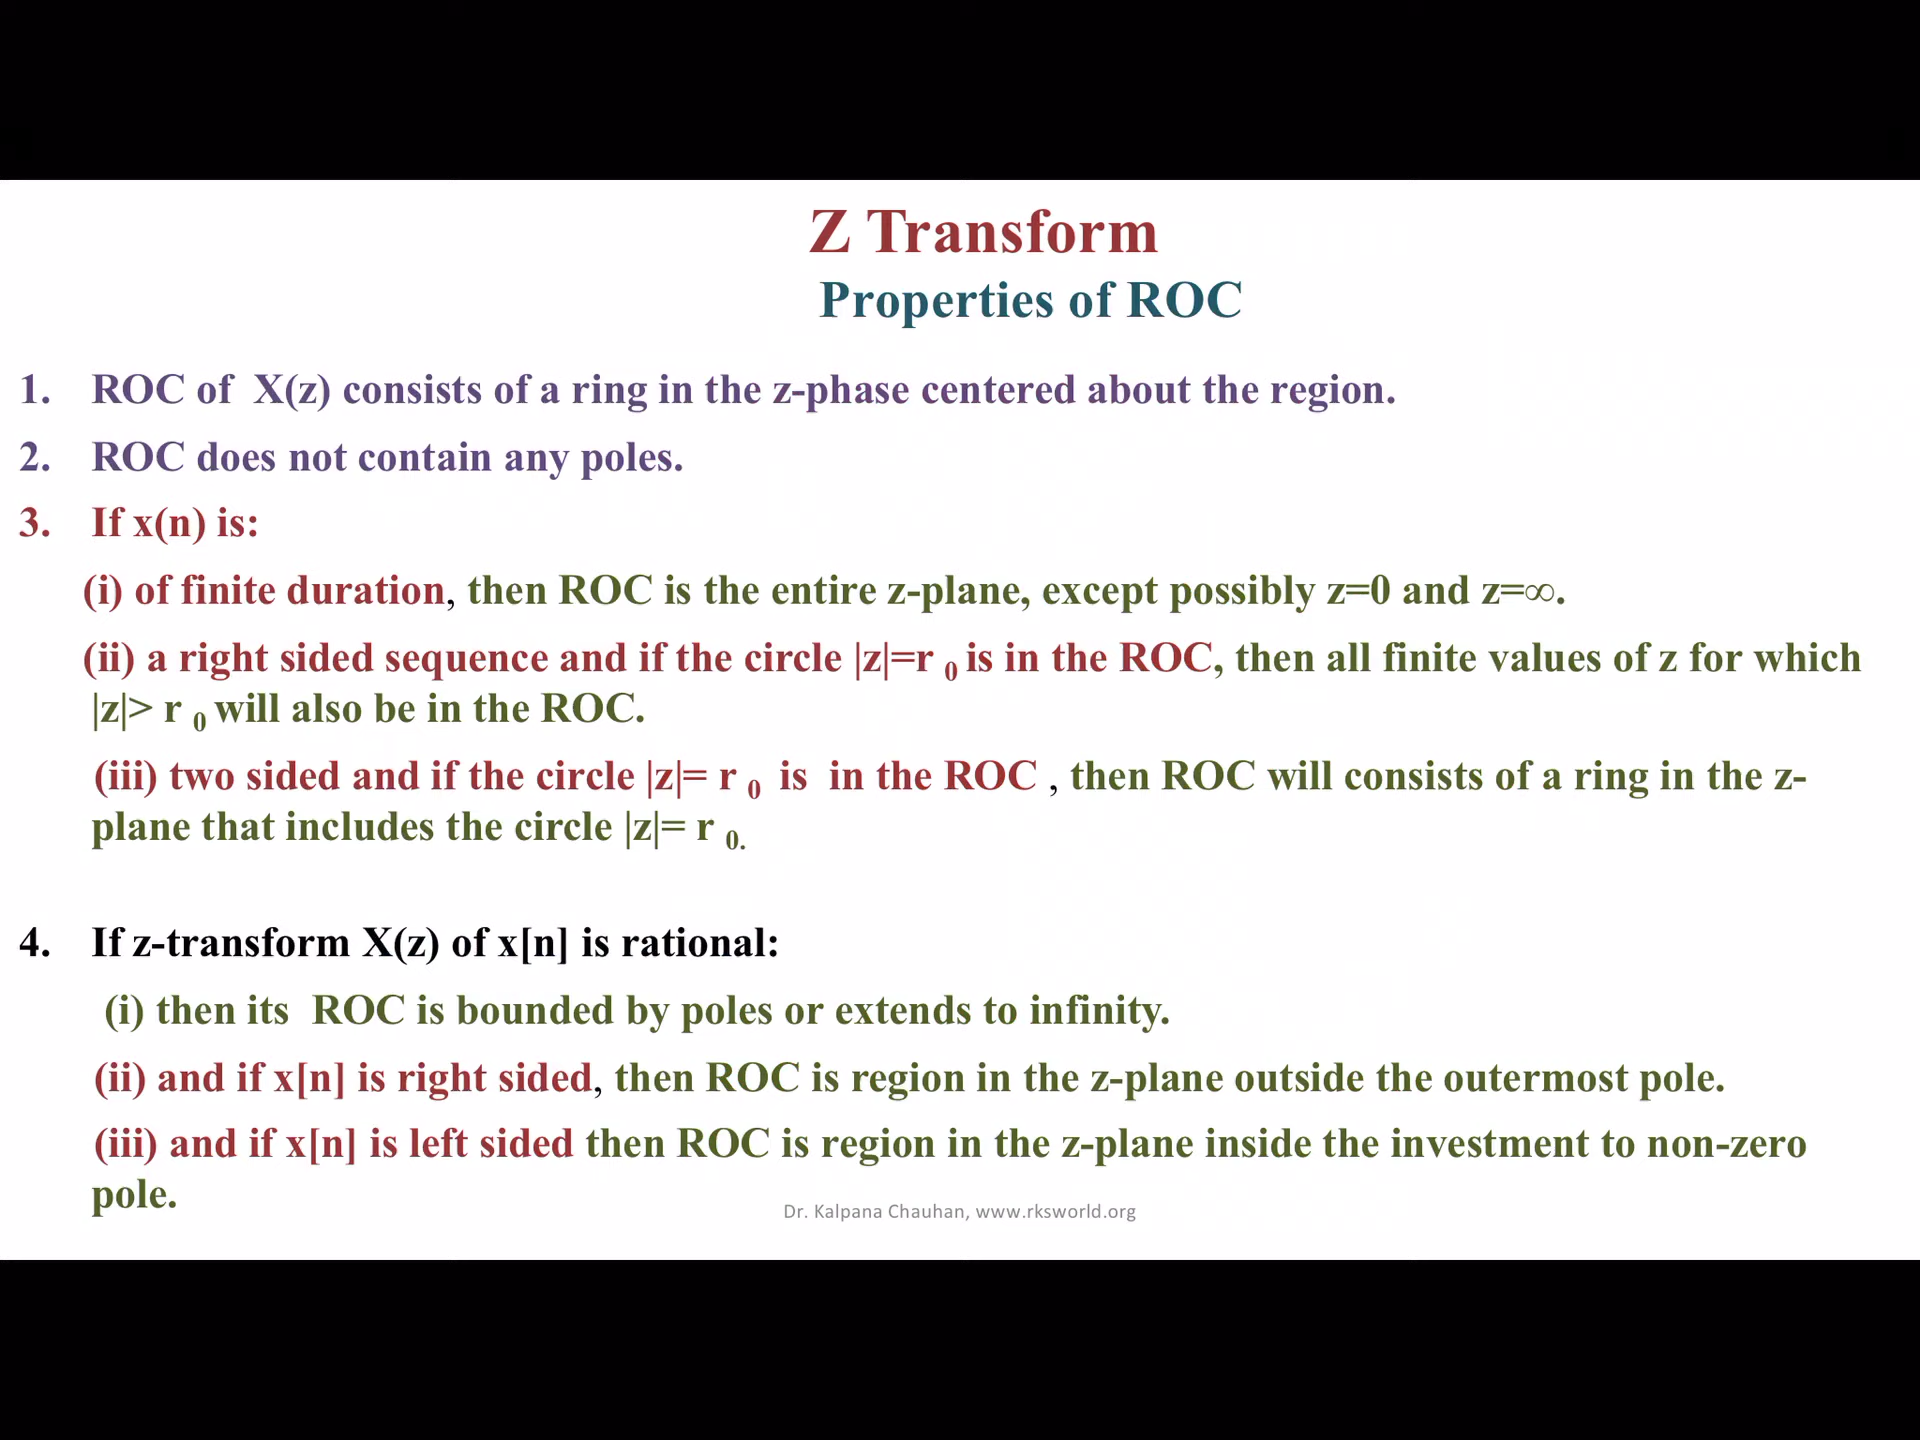 Z Transform
Properties of ROC
1. ROC of X(z) consists of a ring in the z-phase centered about the region.
2. ROC does not contain any poles.
3. If x(n) is:
(i) of finite duration, then ROC is the entire z-plane, except possibly z=0 and z=∞.
(ii) a right sided sequence and if the circle |z|=r 0 is in the ROC, then all finite values of z for which
|z|> r 0 will also be in the ROC.
(iii) two sided and if the circle |z|= r 0 is in the ROC , then ROC will consists of a ring in the z-
plane that includes the circle |z|= r 0.
4. If z-transform X(z) of x[n] is rational:
(i) then its ROC is bounded by poles or extends to infinity.
(ii) and if x[n] is right sided, then ROC is region in the z-plane outside the outermost pole.
(iii) and if x[n] is left sided then ROC is region in the z-plane inside the investment to non-zero
pole.
Dr. Kalpana Chauhan, www.rksworld.org